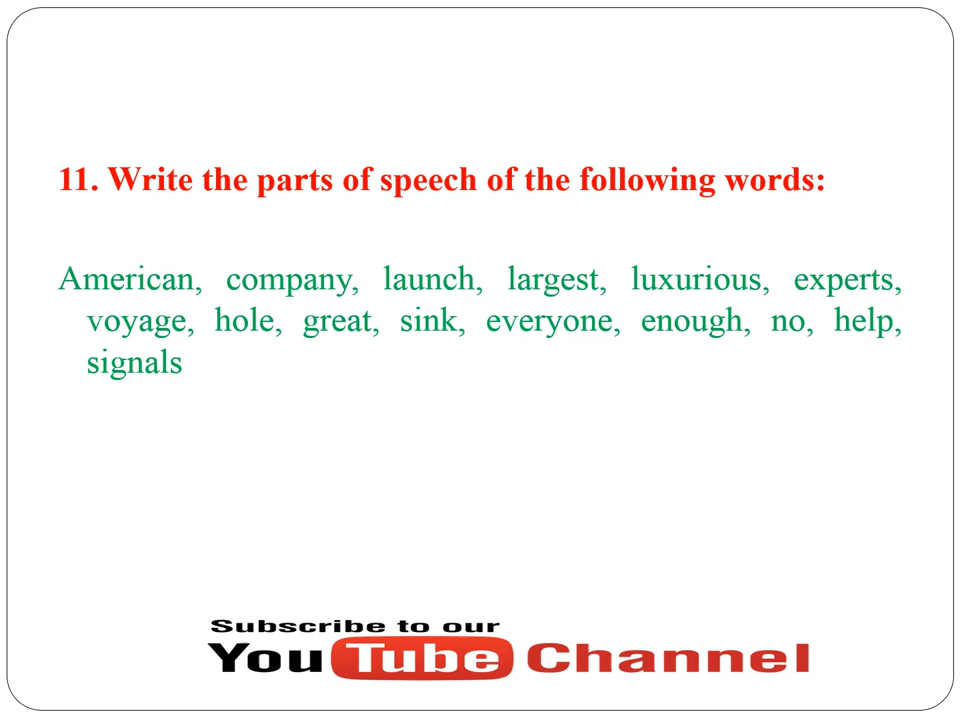 11. Write the parts of speech of the following words:
American, company, launch, largest, luxurious, experts,
voyage, hole, great, sink, everyone, enough, no, help,
signals
Subscribe to our
YouTube Channel